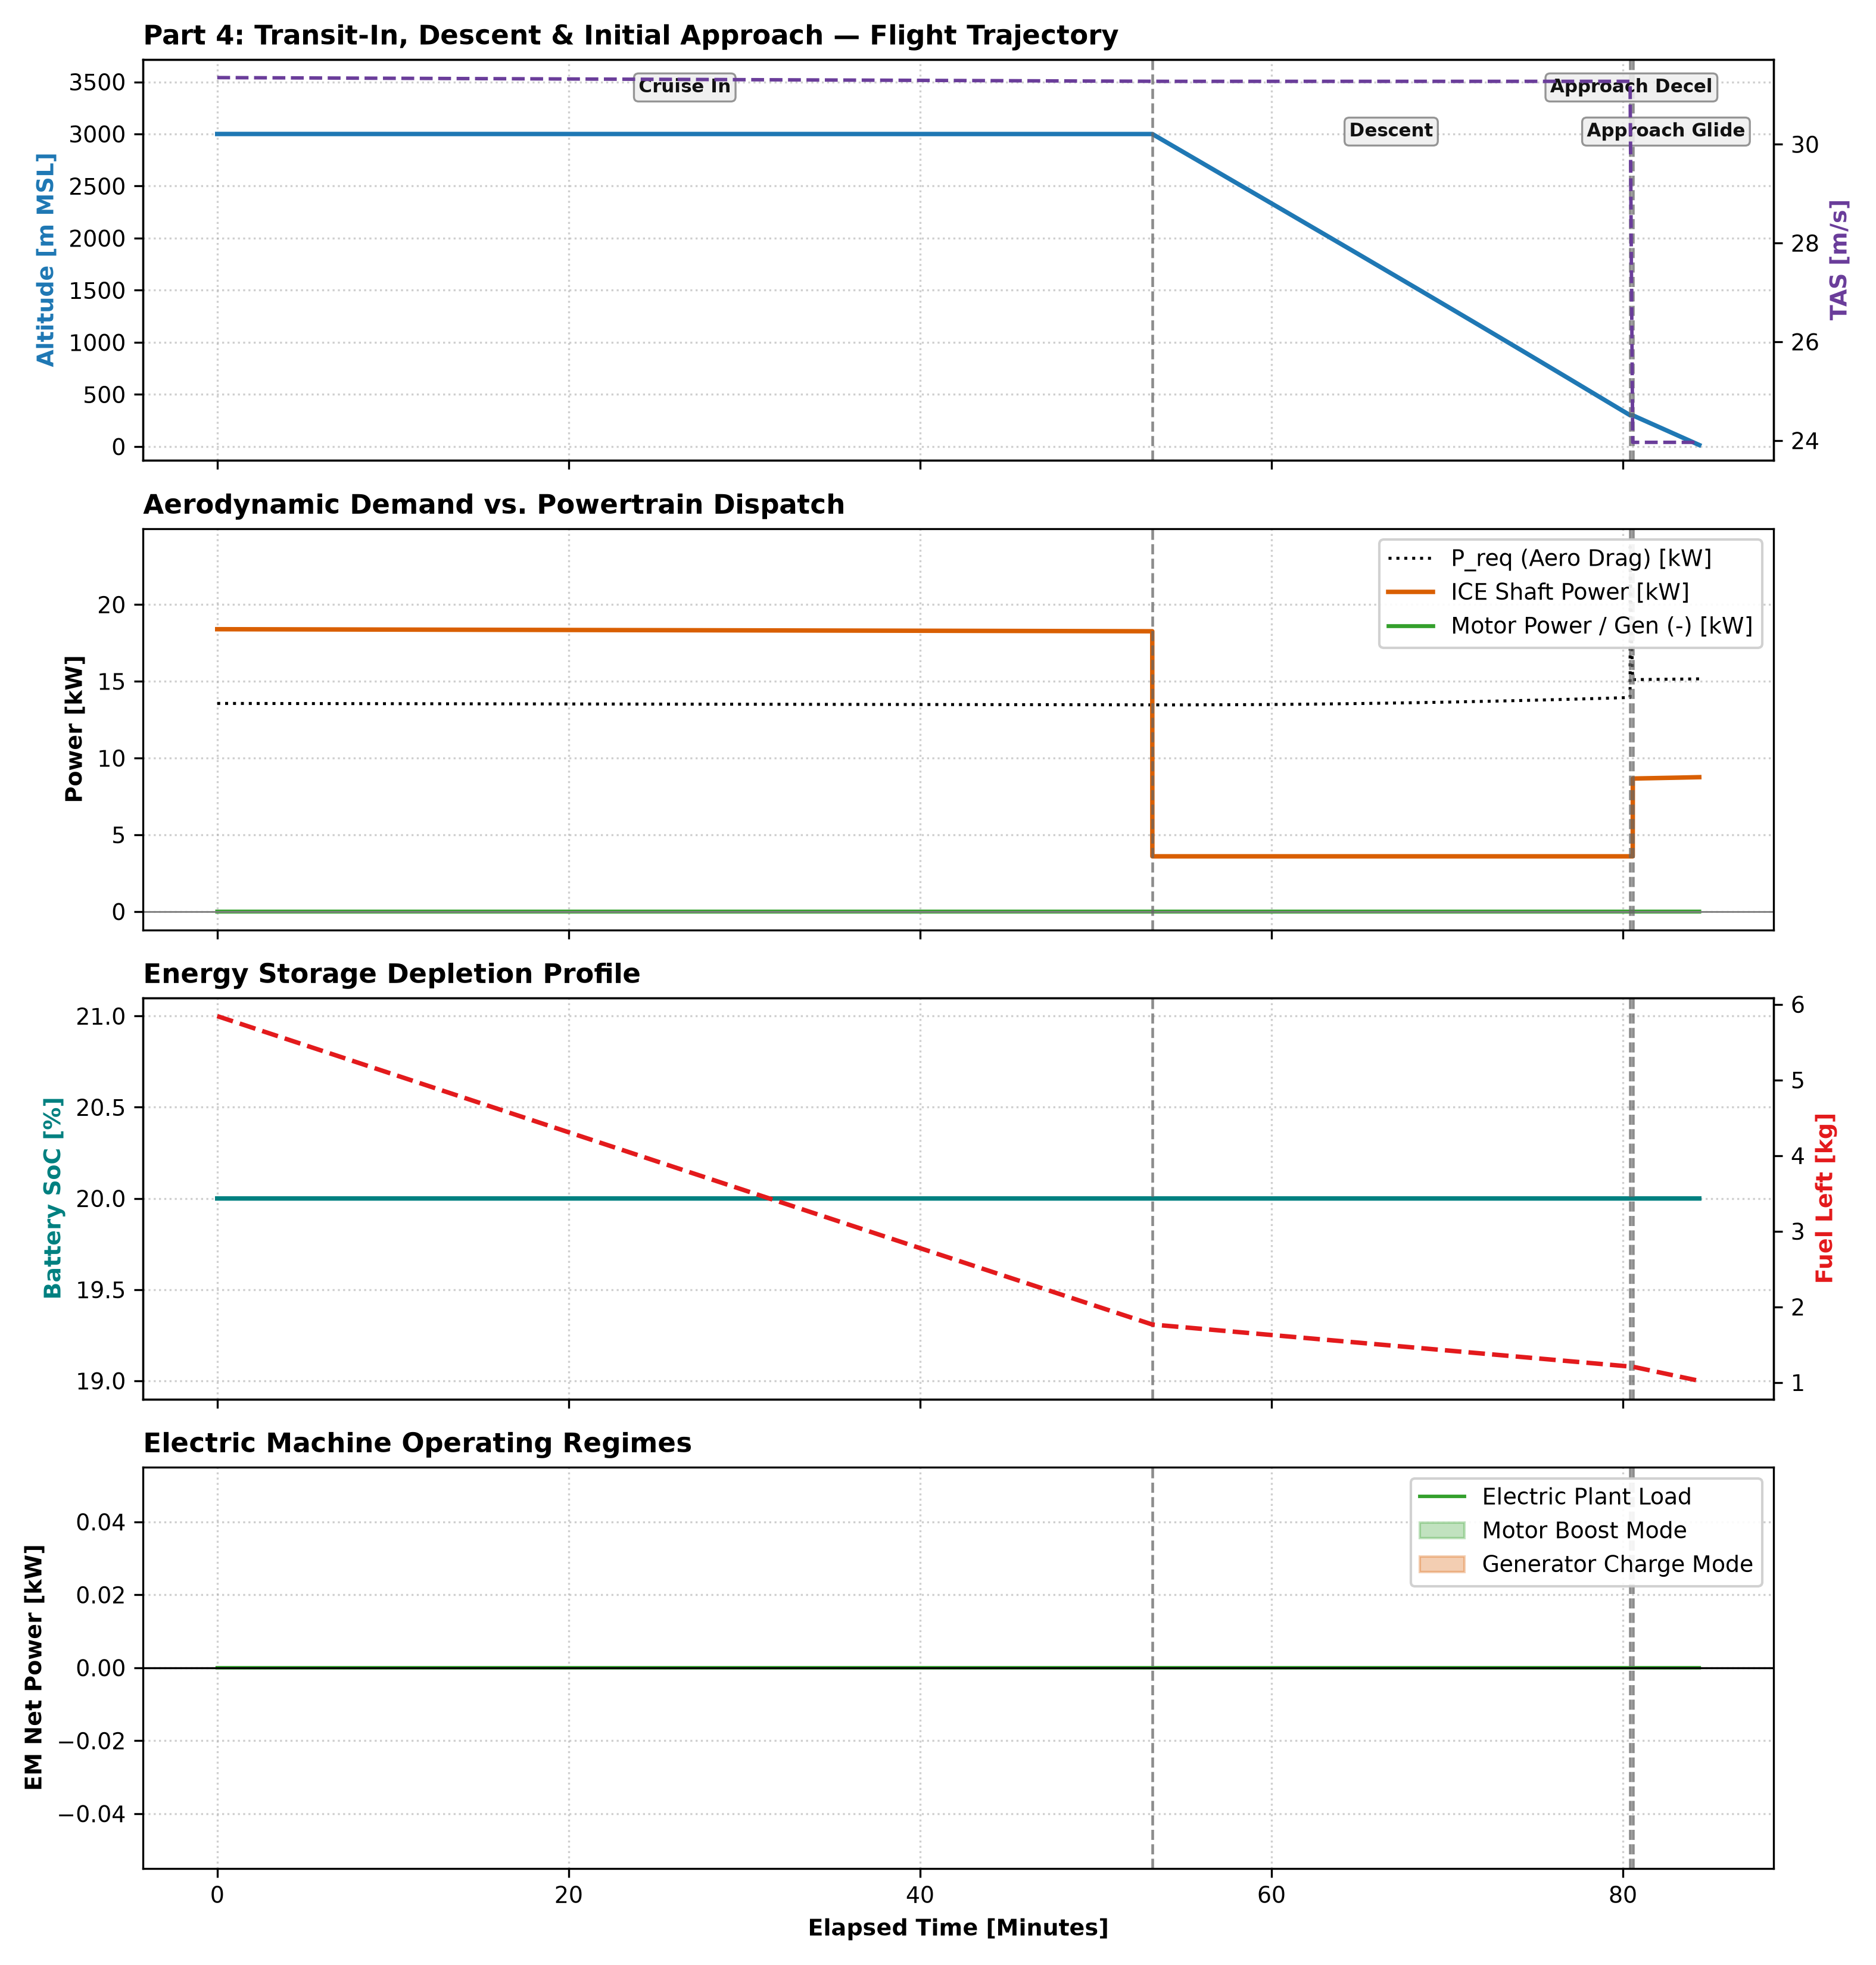 Part 4: Transit-In, Descent & Initial Approach — Flight Trajectory
3500
3000
2500
2000
1500
1000
500
0
Altitude [m MSL]
Cruise In
Descent
Approach Decel
Approach Glide
30
28
26
24
TAS [m/s]
Aerodynamic Demand vs. Powertrain Dispatch
20
15
10
5
0
Power [kW]
P_req (Aero Drag) [kW]
ICE Shaft Power [kW]
Motor Power / Gen (-) [kW]
Energy Storage Depletion Profile
21.0
20.5
20.0
19.5
19.0
Battery SoC [%]
6
5
4
3
2
1
Fuel Left [kg]
Electric Machine Operating Regimes
0.04
0.02
0.00
−0.02
−0.04
EM Net Power [kW]
Electric Plant Load
Motor Boost Mode
Generator Charge Mode
0
20
40
60
80
Elapsed Time [Minutes]